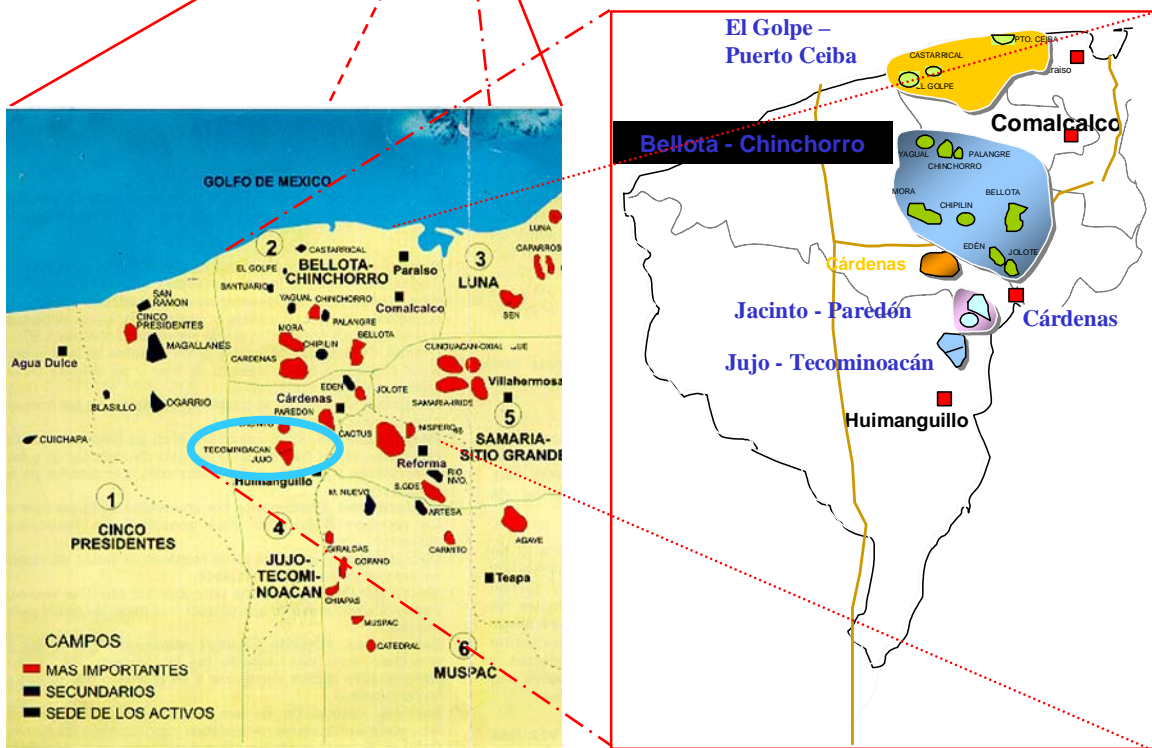 GOLFO DE MEXICO
2
CASTARRICAL
EL GOLPE
BELLOTA-
CHINCHORRO
Paraiso
3
LUNA
LUNA
CAPARROS
SANTUARIO
YAGUAL
CHINCHORRO
Comalcalco
SEN
SAN
RAMON
CINCO
PRESIDENTES
MAGALLANES
PALANGRE
MORA
CHIPILIN
BELLOTA
CARDENAS
Agua Dulce
EDEN
JOLOTE
SAMARIA-IRIDE
Villahermosa
5
BLASILLO
OGARRIO
Cárdenas
PAREDON
CACTUS
NISPERO
SAMARIA-
SITIO GRANDE
CUICHAPA
TECOMINOACAN
JUJO
Reforma
RIO
NVO.
Huimanguillo
M. NUEVO
S.GDE
ARTESA
1
CINCO
PRESIDENTES
4
JUJO-
TECOMI-
NOACAN
GIRALDAS
COPANO
CARMITO
AGAVE
Teapa
CHIAPAS
MUSPAC
CATEDRAL
6
MUSPAC
CAMPOS
MAS IMPORTANTES
SECUNDARIOS
SEDE DE LOS ACTIVOS
El Golpe –
Puerto Ceiba
PTO. CEIBA
CASTARRICAL
EL GOLPE
raiso
Comalcalco
Bellota - Chinchorro
YAGUAL
PALANGRE
CHINCHORRO
MORA
BELLOTA
CHIPILIN
EDÉN
JOLOTE
Cárdenas
Jacinto - Paredón
Cárdenas
Jujo - Tecominoacán
Huimanguillo